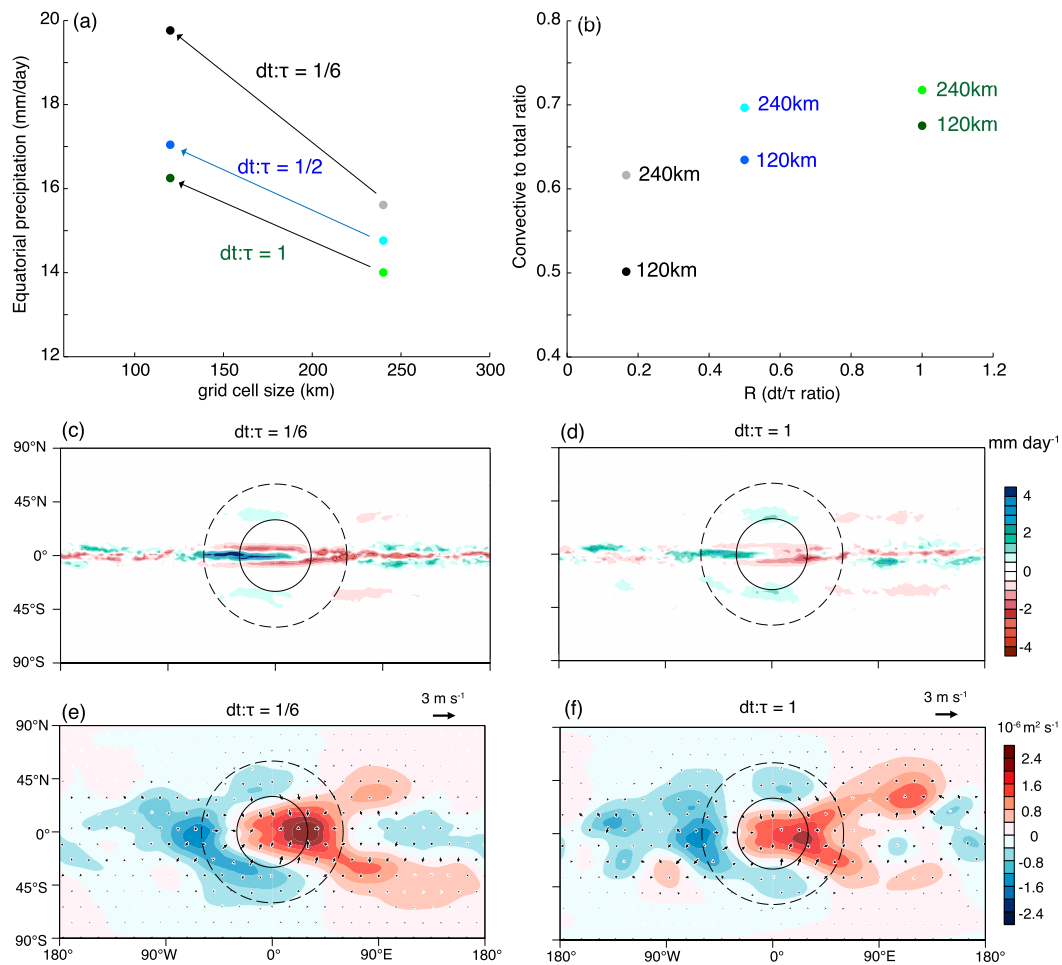 (a)
20
18
16
14
12
Equatorial precipitation (mm/day)
dt:τ = 1/6
dt:τ = 1/2
dt:τ = 1
100 150 200 250 300
grid cell size (km)
(b)
0.8
0.7
0.6
0.5
0.4
Convective to total ratio
240km
120km
240km
120km
240km
120km
0 0.2 0.4 0.6 0.8 1.0 1.2
R (dt/τ ratio)
(c)
dt:τ = 1/6
90°N
45°N
0°
45°S
90°S
(d)
dt:τ = 1
mm day⁻¹
4
2
0
-2
-4
(e)
dt:τ = 1/6
3 m s⁻¹
90°N
45°N
0°
45°S
90°S
180° 90°W 0° 90°E 180°
(f)
dt:τ = 1
3 m s⁻¹
180° 90°W 0° 90°E 180°
10⁻⁶ m² s⁻¹
2.4
1.6
0.8
0
-0.8
-1.6
-2.4